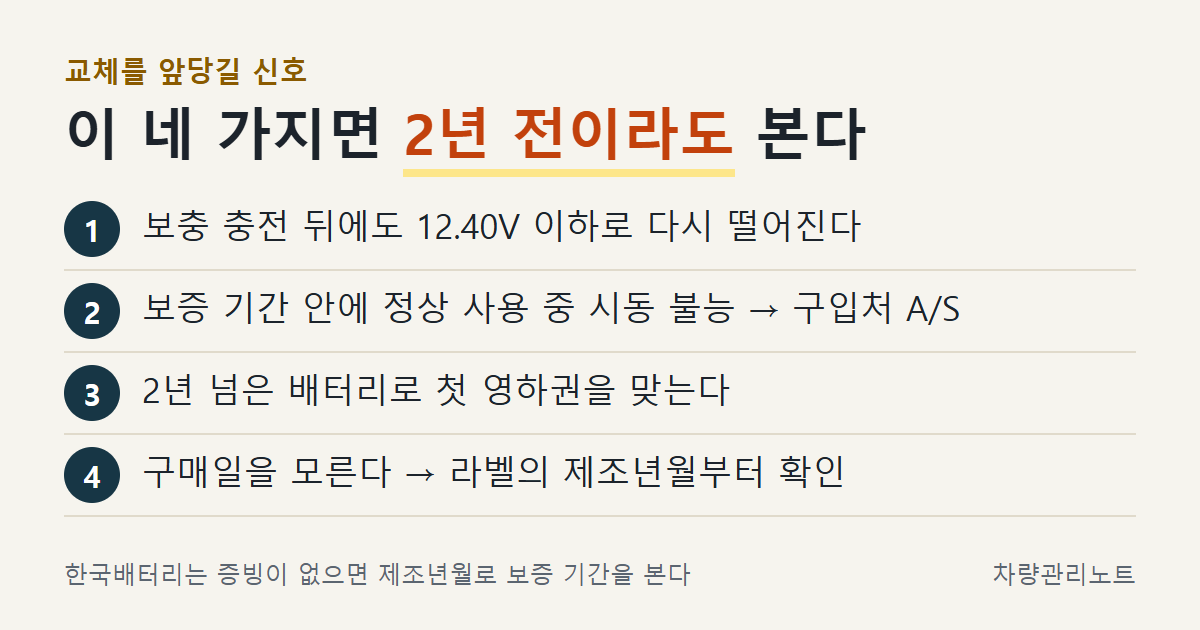 교체를 앞당길 신호
이 네 가지면 2년 전이라도 본다
1 보충 충전 뒤에도 12.40V 이하로 다시 떨어진다
2 보증 기간 안에 정상 사용 중 시동 불능 → 구입처 A/S
3 2년 넘은 배터리로 첫 영하권을 맞는다
4 구매일을 모른다 → 라벨의 제조년월부터 확인
한국배터리는 증빙이 없으면 제조년월로 보증 기간을 본다
차량관리노트